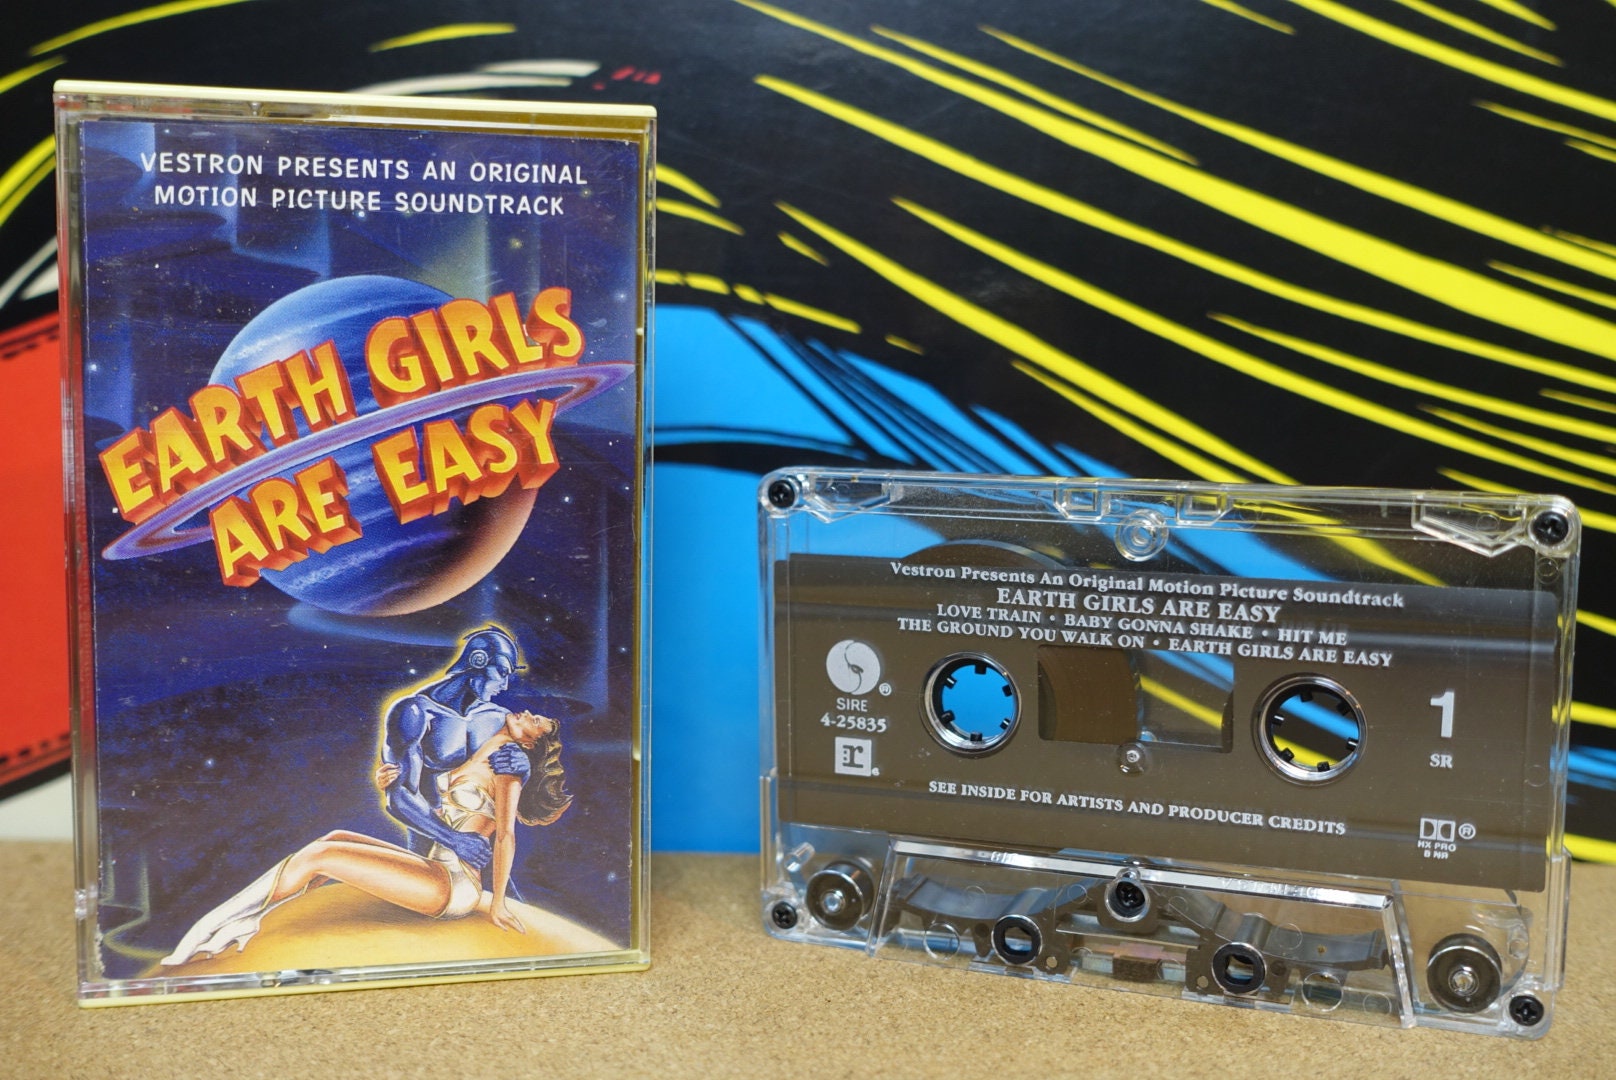 VESTRON PRESENTS AN ORIGINAL
MOTION PICTURE SOUNDTRACK
EARTH GIRLS
ARE EASY
Vestron Presents An Original Motion Picture Soundtrack
EARTH GIRLS ARE EASY
LOVE TRAIN • BABY GONNA SHAKE • HIT ME
THE GROUND YOU WALK ON • EARTH GIRLS ARE EASY
®
SIRE
4-25835
r
1
SR
SEE INSIDE FOR ARTISTS AND PRODUCER CREDITS
®
HX PRO
B NR